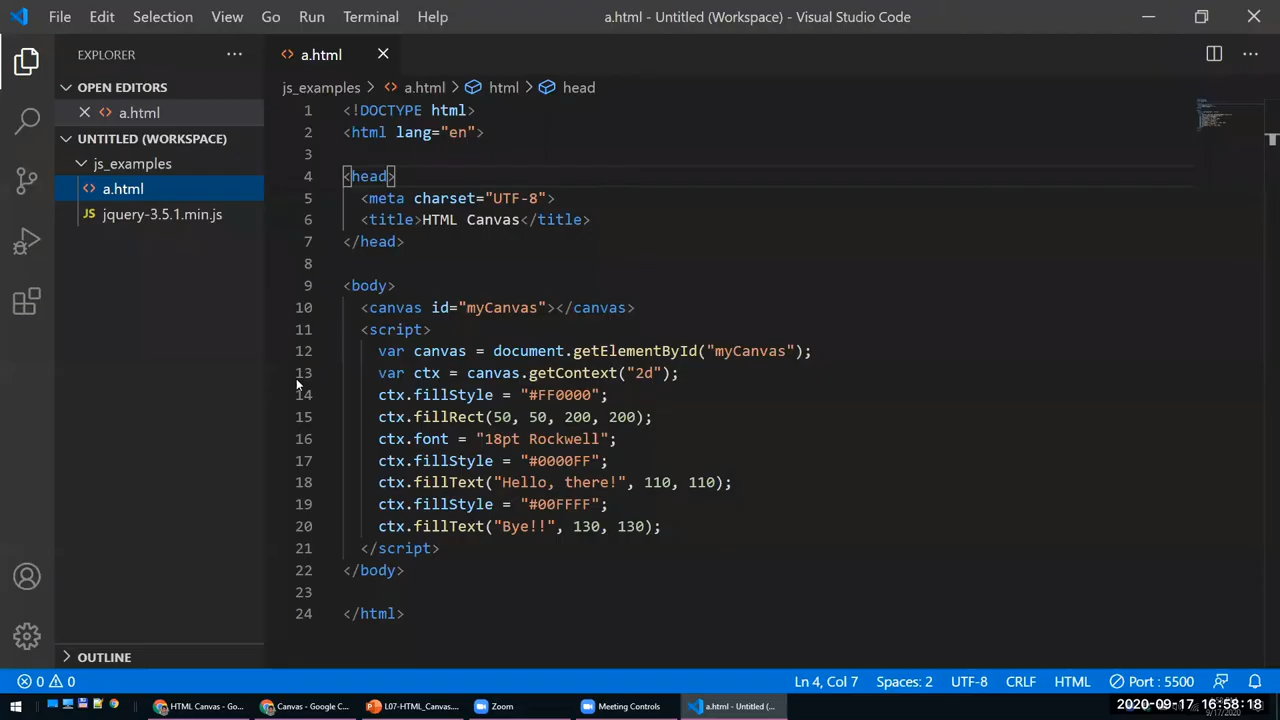 File Edit Selection View Go Run Terminal Help a.html - Untitled (Workspace) - Visual Studio Code
EXPLORER
OPEN EDITORS
a.html
UNTITLED (WORKSPACE)
js_examples
a.html
JS jquery-3.5.1.min.js
OUTLINE
a.html
js_examples > a.html > html > head
1 <!DOCTYPE html>
2 <html lang="en">
3
4 <head>
5 <meta charset="UTF-8">
6 <title>HTML Canvas</title>
7 </head>
8
9 <body>
10 <canvas id="myCanvas"></canvas>
11 <script>
12 var canvas = document.getElementById("myCanvas");
13 var ctx = canvas.getContext("2d");
14 ctx.fillStyle = "#FF0000";
15 ctx.fillRect(50, 50, 200, 200);
16 ctx.font = "18pt Rockwell";
17 ctx.fillStyle = "#0000FF";
18 ctx.fillText("Hello, there!", 110, 110);
19 ctx.fillStyle = "#00FFFF";
20 ctx.fillText("Bye!!", 130, 130);
21 </script>
22 </body>
23
24 </html>
0 0 Ln 4, Col 7 Spaces: 2 UTF-8 CRLF HTML Port : 5500
HTML Canvas - Go... Canvas - Google C... L07-HTML_Canvas.... Zoom Meeting Controls a.html - Untitled (... 2020-09-17 16:58:18